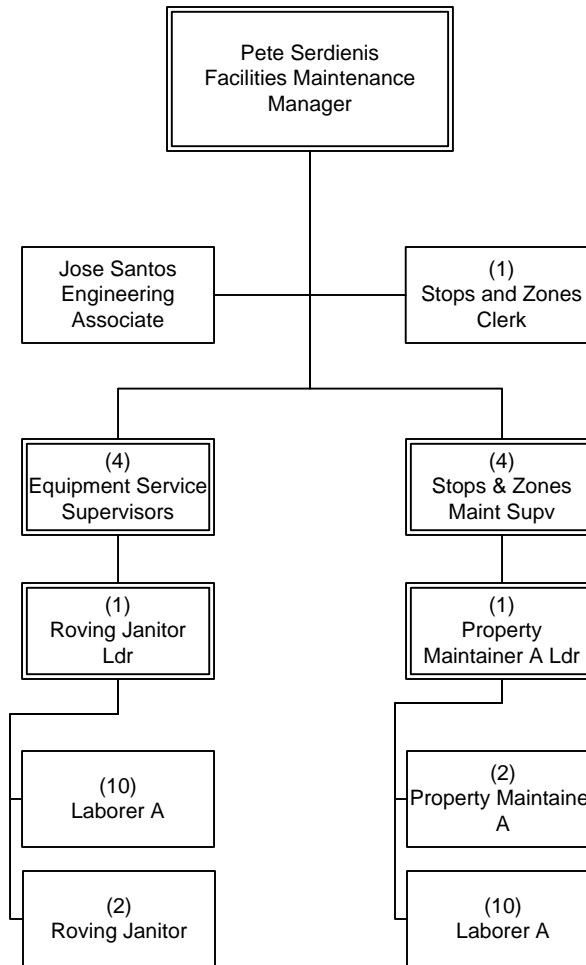 Pete Serdienis
Facilities Maintenance
Manager
Jose Santos
Engineering
Associate
(1)
Stops and Zones
Clerk
(4)
Equipment Service
Supervisors
(4)
Stops & Zones
Maint Supv
(1)
Roving Janitor
Ldr
(1)
Property
Maintainer A Ldr
(10)
Laborer A
(2)
Property Maintaine
A
(2)
Roving Janitor
(10)
Laborer A